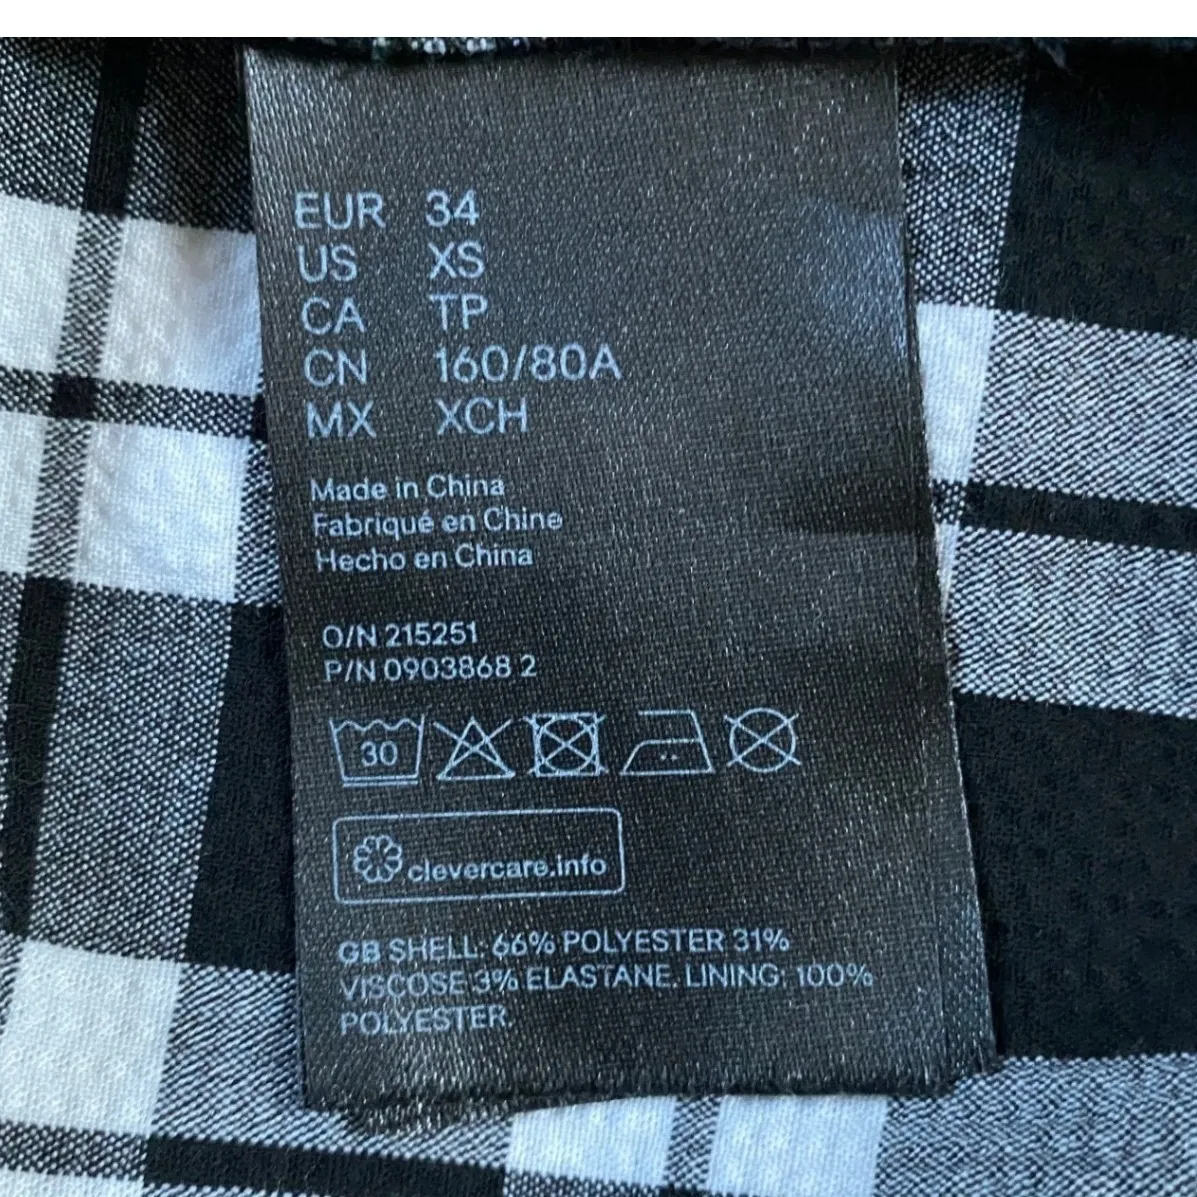 EUR 34
US XS
CA TP
CN 160/80A
MX XCH
Made in China
Fabriqué en Chine
Hecho en China
O/N 215251
P/N 0903868 2
30
clevercare.info
GB SHELL: 66% POLYESTER 31%
VISCOSE 3% ELASTANE. LINING: 100%
POLYESTER.